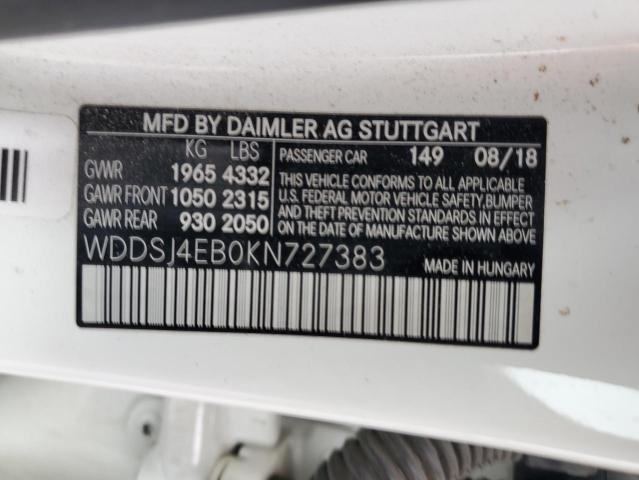 MFD BY DAIMLER AG STUTTGART
KG LBS
GVWR 1965 4332
GAWR FRONT 1050 2315
GAWR REAR 930 2050
PASSENGER CAR 149 08/18
THIS VEHICLE CONFORMS TO ALL APPLICABLE
U.S. FEDERAL MOTOR VEHICLE SAFETY,BUMPER
AND THEFT PREVENTION STANDARDS IN EFFECT
ON THE DATE OF MANUFACTURE SHOWN ABOVE.
WDDSJ4EB0KN727383
MADE IN HUNGARY